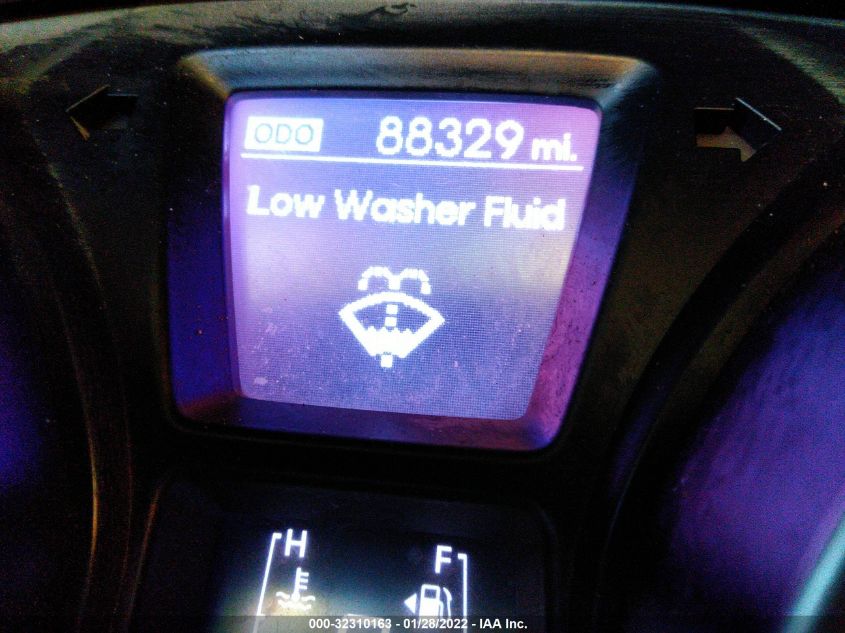 ODO 88329 mi.
Low Washer Fluid
H F
000-32310163 - 01/28/2022 - IAA Inc.